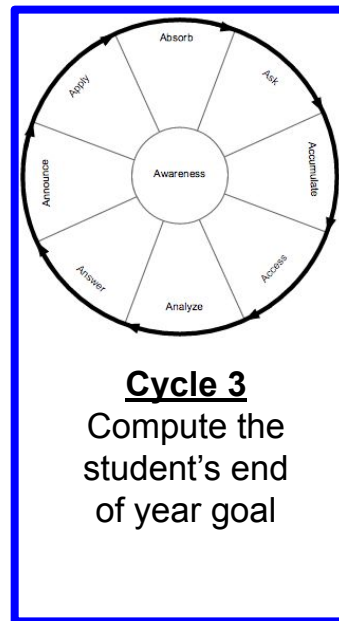 Absorb
Ask
Accumulate
Access
Analyze
Answer
Announce
Apply
Awareness
Cycle 3
Compute the
student’s end
of year goal